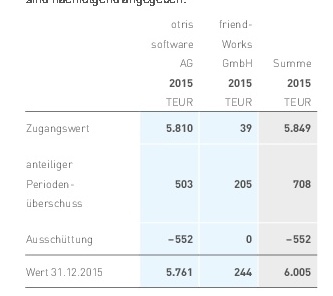 sind nachfolgend angegeben:
otris friend-
software Works
AG GmbH Summe
2015 2015 2015
TEUR TEUR TEUR
Zugangswert 5.810 39 5.849
anteiliger
Perioden- 503 205 708
überschuss
Ausschüttung –552 0 –552
Wert 31.12.2015 5.761 244 6.005